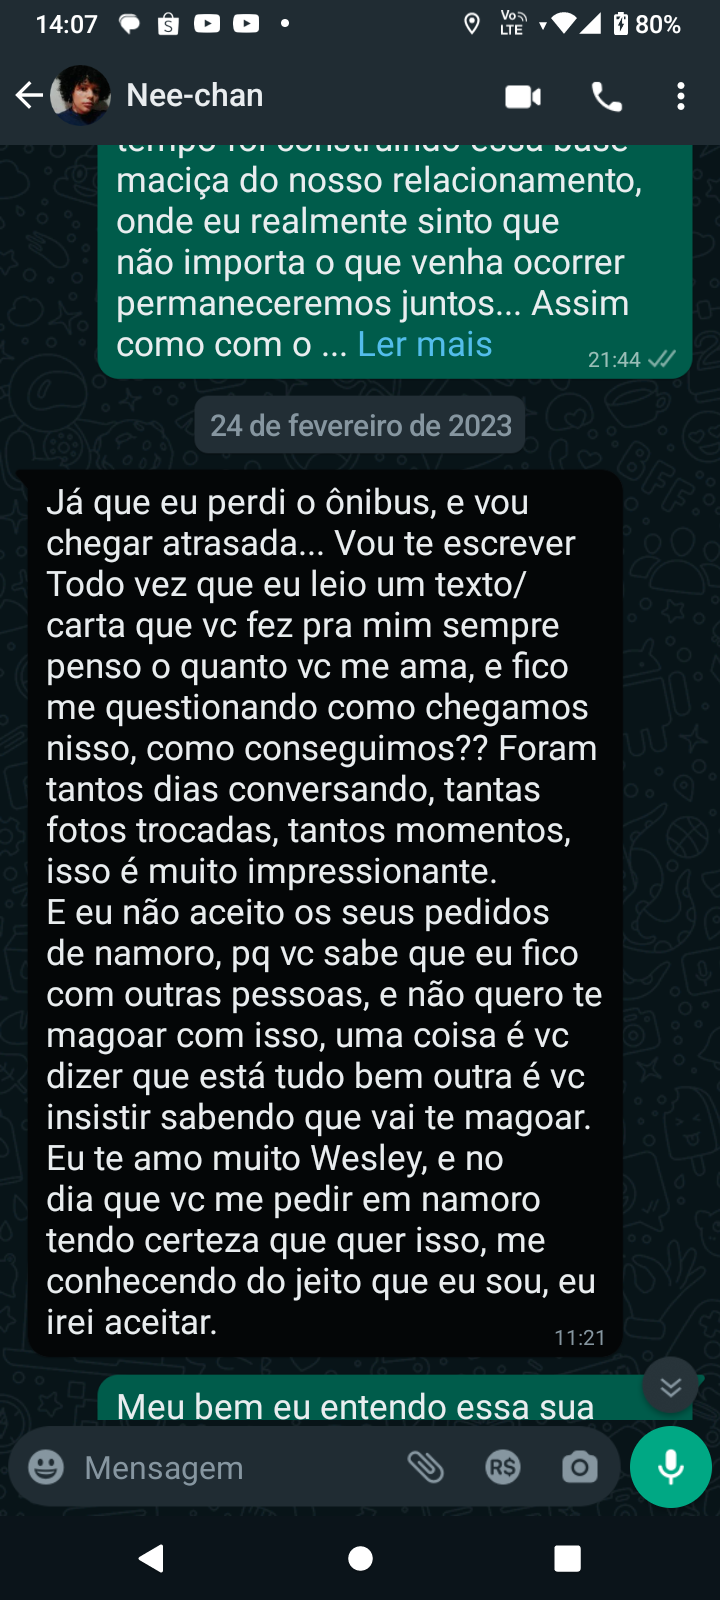 14:07
Vo LTE
80%
Nee-chan
tempo foi construindo essa base
maciça do nosso relacionamento,
onde eu realmente sinto que
não importa o que venha ocorrer
permaneceremos juntos... Assim
como com o ... Ler mais
21:44
24 de fevereiro de 2023
Já que eu perdi o ônibus, e vou
chegar atrasada... Vou te escrever
Todo vez que eu leio um texto/
carta que vc fez pra mim sempre
penso o quanto vc me ama, e fico
me questionando como chegamos
nisso, como conseguimos?? Foram
tantos dias conversando, tantas
fotos trocadas, tantos momentos,
isso é muito impressionante.
E eu não aceito os seus pedidos
de namoro, pq vc sabe que eu fico
com outras pessoas, e não quero te
magoar com isso, uma coisa é vc
dizer que está tudo bem outra é vc
insistir sabendo que vai te magoar.
Eu te amo muito Wesley, e no
dia que vc me pedir em namoro
tendo certeza que quer isso, me
conhecendo do jeito que eu sou, eu
irei aceitar.
11:21
Meu bem eu entendo essa sua
Mensagem
R$